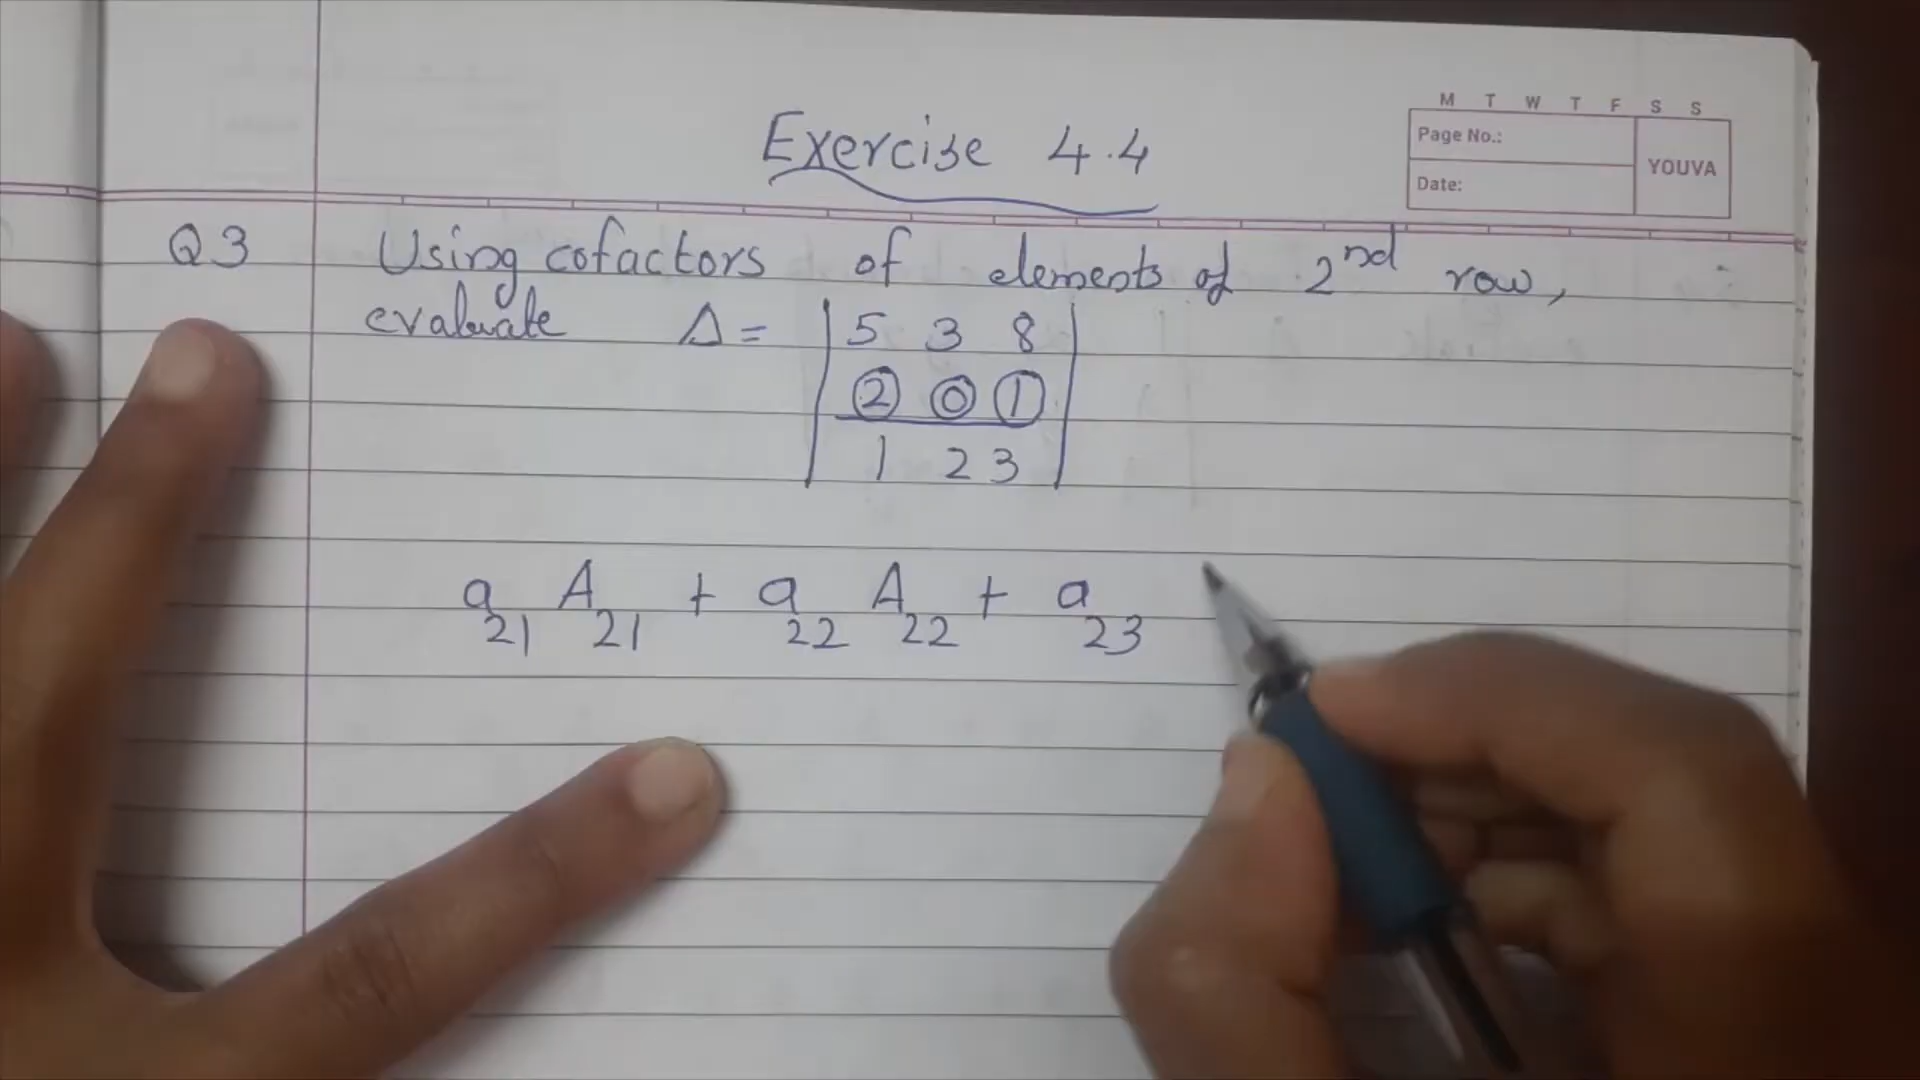 M T W T F S S
Page No.:
YOUVA
Date:
Exercise 4.4
Q3 Using cofactors of elements of 2nd row,
evaluate Δ = | 5 3 8 |
| 2 0 1 |
| 1 2 3 |
a21 A21 + a22 A22 + a23